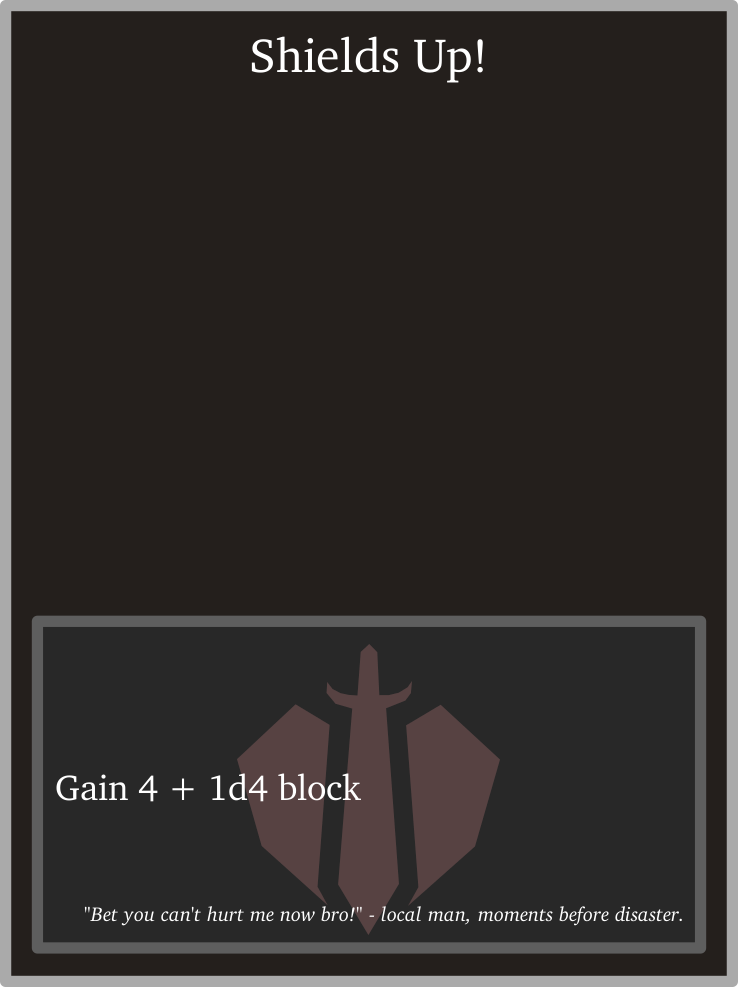 Shields Up!
Gain 4 + 1d4 block
"Bet you can't hurt me now bro!" - local man, moments before disaster.